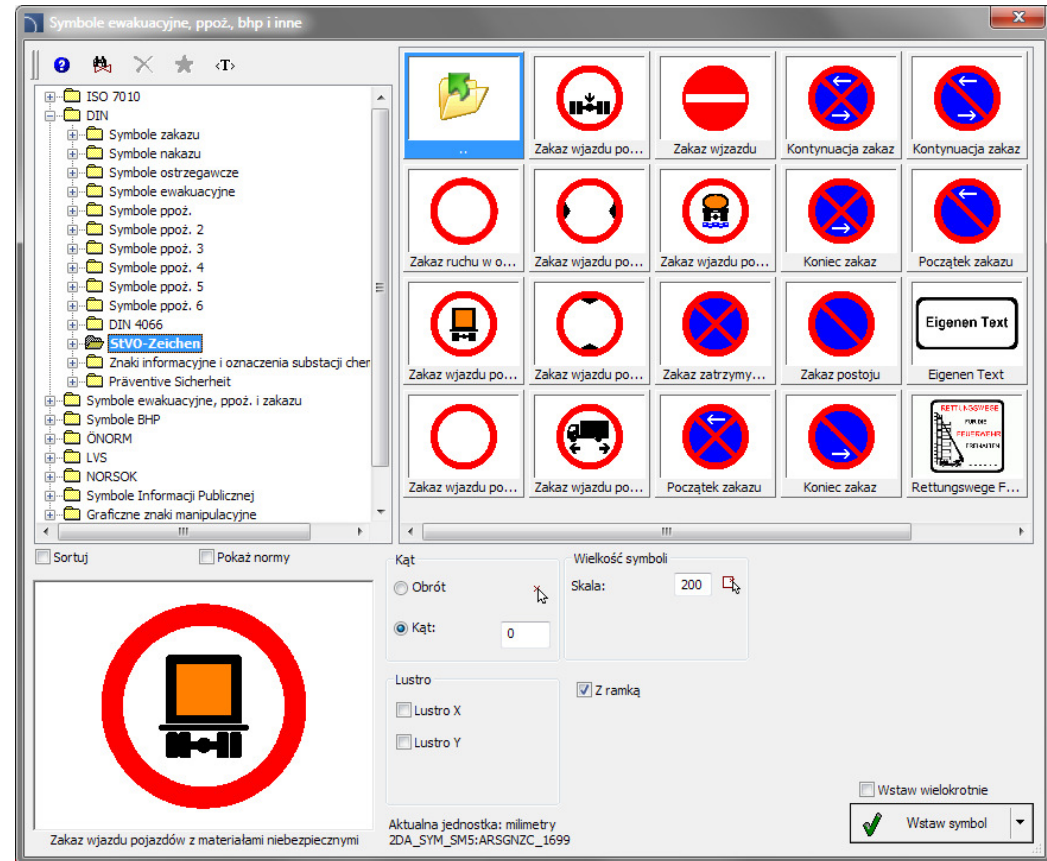 Symbole ewakuacyjne, ppoż., bhp i inne
x
? <T>
ISO 7010
DIN
Symbole zakazu
Symbole nakazu
Symbole ostrzegawcze
Symbole ewakuacyjne
Symbole ppoż.
Symbole ppoż. 2
Symbole ppoż. 3
Symbole ppoż. 4
Symbole ppoż. 5
Symbole ppoż. 6
DIN 4066
StVO-Zeichen
Znaki informacyjne i oznaczenia substacji cher
Präventive Sicherheit
Symbole ewakuacyjne, ppoż. i zakazu
Symbole BHP
ÖNORM
LVS
NORSOK
Symbole Informacji Publicznej
Graficzne znaki manipulacyjne
Sortuj Pokaż normy
.. Zakaz wjazdu po... Zakaz wjzazdu Kontynuacja zakaz Kontynuacja zakaz
Zakaz ruchu w o... Zakaz wjazdu po... Zakaz wjazdu po... Koniec zakaz Początek zakazu
Eigenen Text
Zakaz wjazdu po... Zakaz wjazdu po... Zakaz zatrzymy... Zakaz postoju Eigenen Text
RETTUNGSWEGE
FÜR DIE
FEUERWEHR
FREIHALTEN
Zakaz wjazdu po... Zakaz wjazdu po... Początek zakazu Koniec zakaz Rettungswege F...
Kąt
Obrót
Kąt: 0
Wielkość symboli
Skala: 200
Lustro
Lustro X
Lustro Y
Z ramką
Wstaw wielokrotnie
Wstaw symbol
Aktualna jednostka: milimetry
2DA_SYM_SM5:ARSGNZC_1699
Zakaz wjazdu pojazdów z materiałami niebezpiecznymi